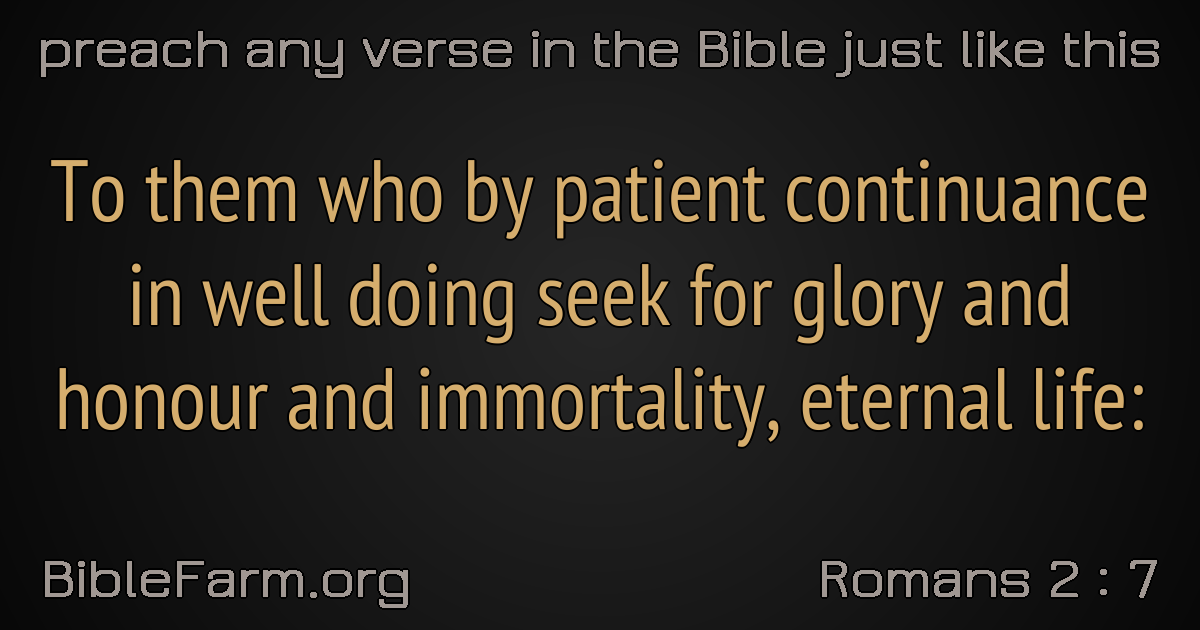 preach any verse in the Bible just like this
To them who by patient continuance
in well doing seek for glory and
honour and immortality, eternal life:
BibleFarm.org
Romans 2 : 7